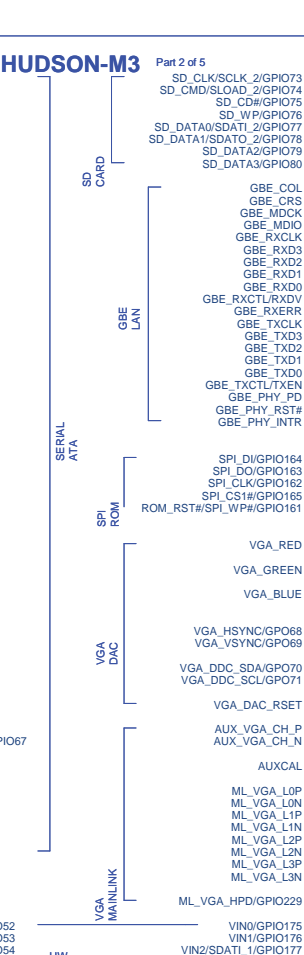 HUDSON-M3 Part 2 of 5
SD_CLK/SCLK_2/GPIO73
SD_CMD/SLOAD_2/GPIO74
SD_CD#/GPIO75
SD_WP/GPIO76
SD_DATA0/SDATI_2/GPIO77
SD_DATA1/SDATO_2/GPIO78
SD_DATA2/GPIO79
SD_DATA3/GPIO80
SD
CARD
GBE_COL
GBE_CRS
GBE_MDCK
GBE_MDIO
GBE_RXCLK
GBE_RXD3
GBE_RXD2
GBE_RXD1
GBE_RXD0
GBE_RXCTL/RXDV
GBE_RXERR
GBE_TXCLK
GBE_TXD3
GBE_TXD2
GBE_TXD1
GBE_TXD0
GBE_TXCTL/TXEN
GBE_PHY_PD
GBE_PHY_RST#
GBE_PHY_INTR
GBE
LAN
SERIAL
ATA
SPI_DI/GPIO164
SPI_DO/GPIO163
SPI_CLK/GPIO162
SPI_CS1#/GPIO165
ROM_RST#/SPI_WP#/GPIO161
SPI
ROM
VGA_RED
VGA_GREEN
VGA_BLUE
VGA_HSYNC/GPO68
VGA_VSYNC/GPO69
VGA_DDC_SDA/GPO70
VGA_DDC_SCL/GPO71
VGA_DAC_RSET
VGA
DAC
PIO67
AUX_VGA_CH_P
AUX_VGA_CH_N
AUXCAL
ML_VGA_L0P
ML_VGA_L0N
ML_VGA_L1P
ML_VGA_L1N
ML_VGA_L2P
ML_VGA_L2N
ML_VGA_L3P
ML_VGA_L3N
ML_VGA_HPD/GPIO229
VGA
MAINLINK
O52
O53
O54
VIN0/GPIO175
VIN1/GPIO176
VIN2/SDATI_1/GPIO177